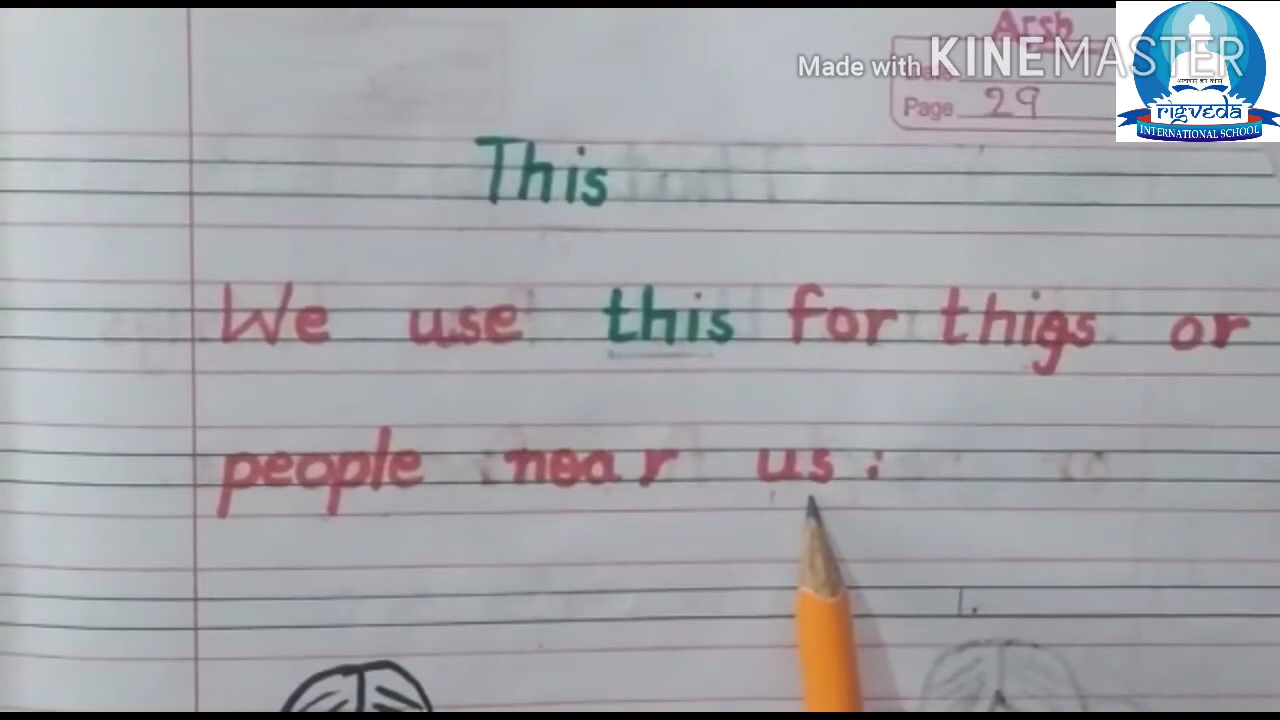 Arsh
Made with KINEMASTER
Page 29
rigveda
INTERNATIONAL SCHOOL
This
We use this for thigs or
people near us:
1.